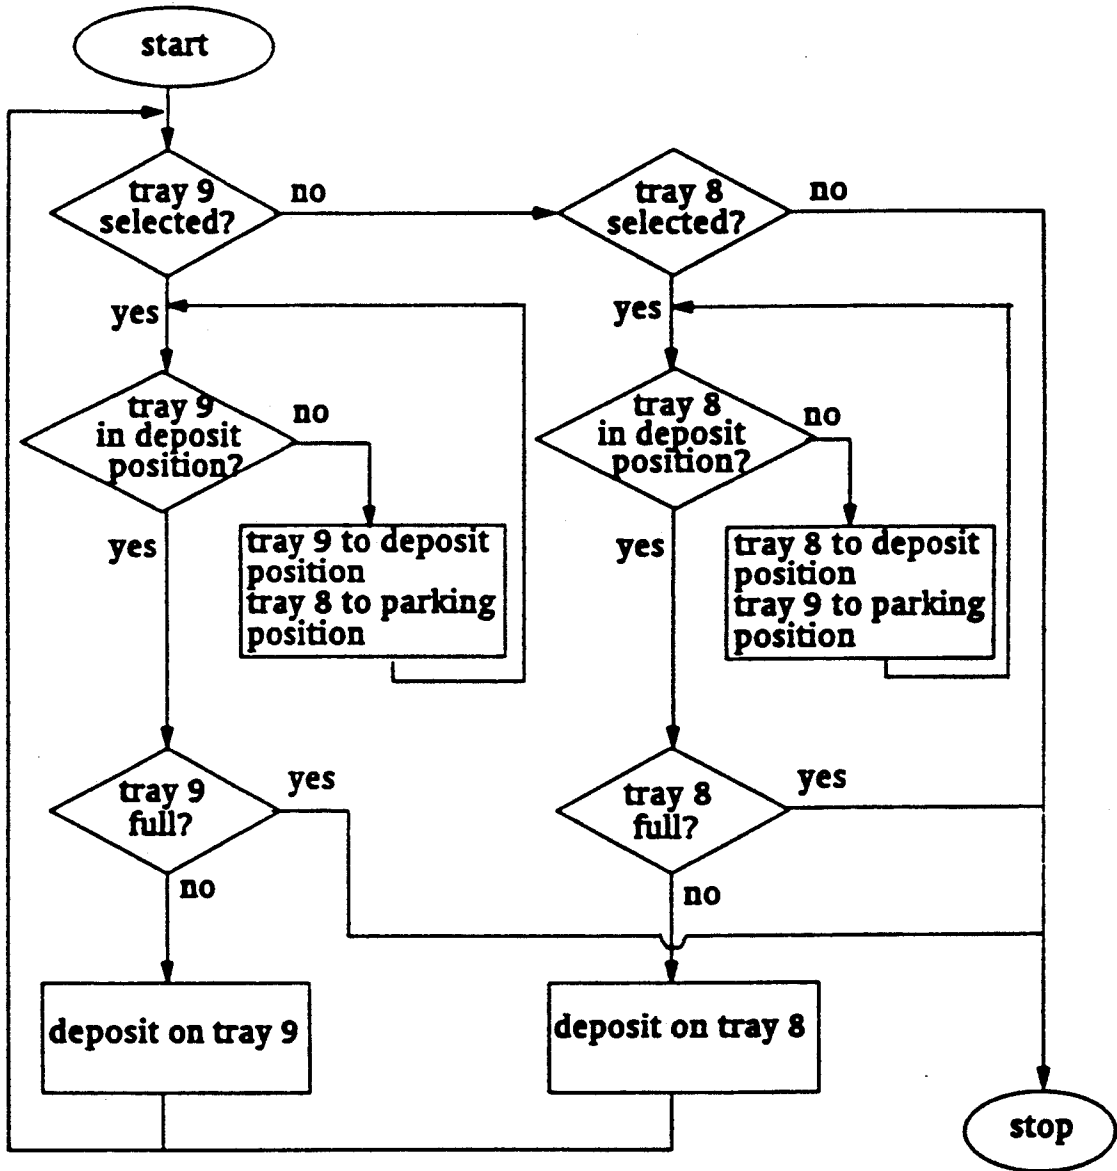 start
tray 9
selected?
no
tray 8
selected?
no
yes
yes
tray 9
in deposit
position?
no
tray 8
in deposit
position?
no
yes
tray 9 to deposit
position
tray 8 to parking
position
yes
tray 8 to deposit
position
tray 9 to parking
position
tray 9
full?
yes
tray 8
full?
yes
no
no
deposit on tray 9
deposit on tray 8
stop